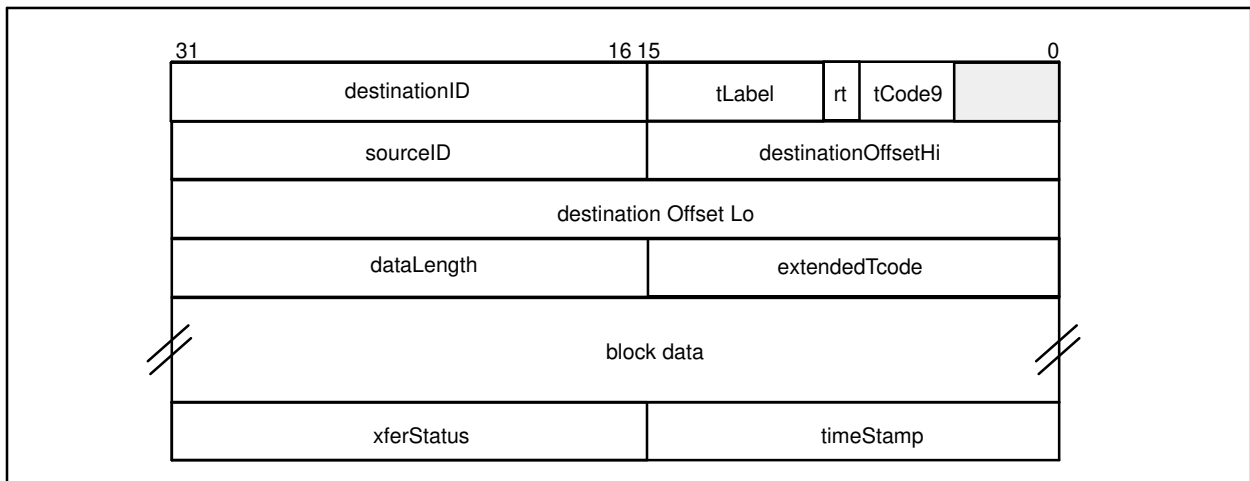 31 16 15 0
destinationID tLabel rt tCode9
sourceID destinationOffsetHi
destination Offset Lo
dataLength extendedTcode
block data
xferStatus timeStamp